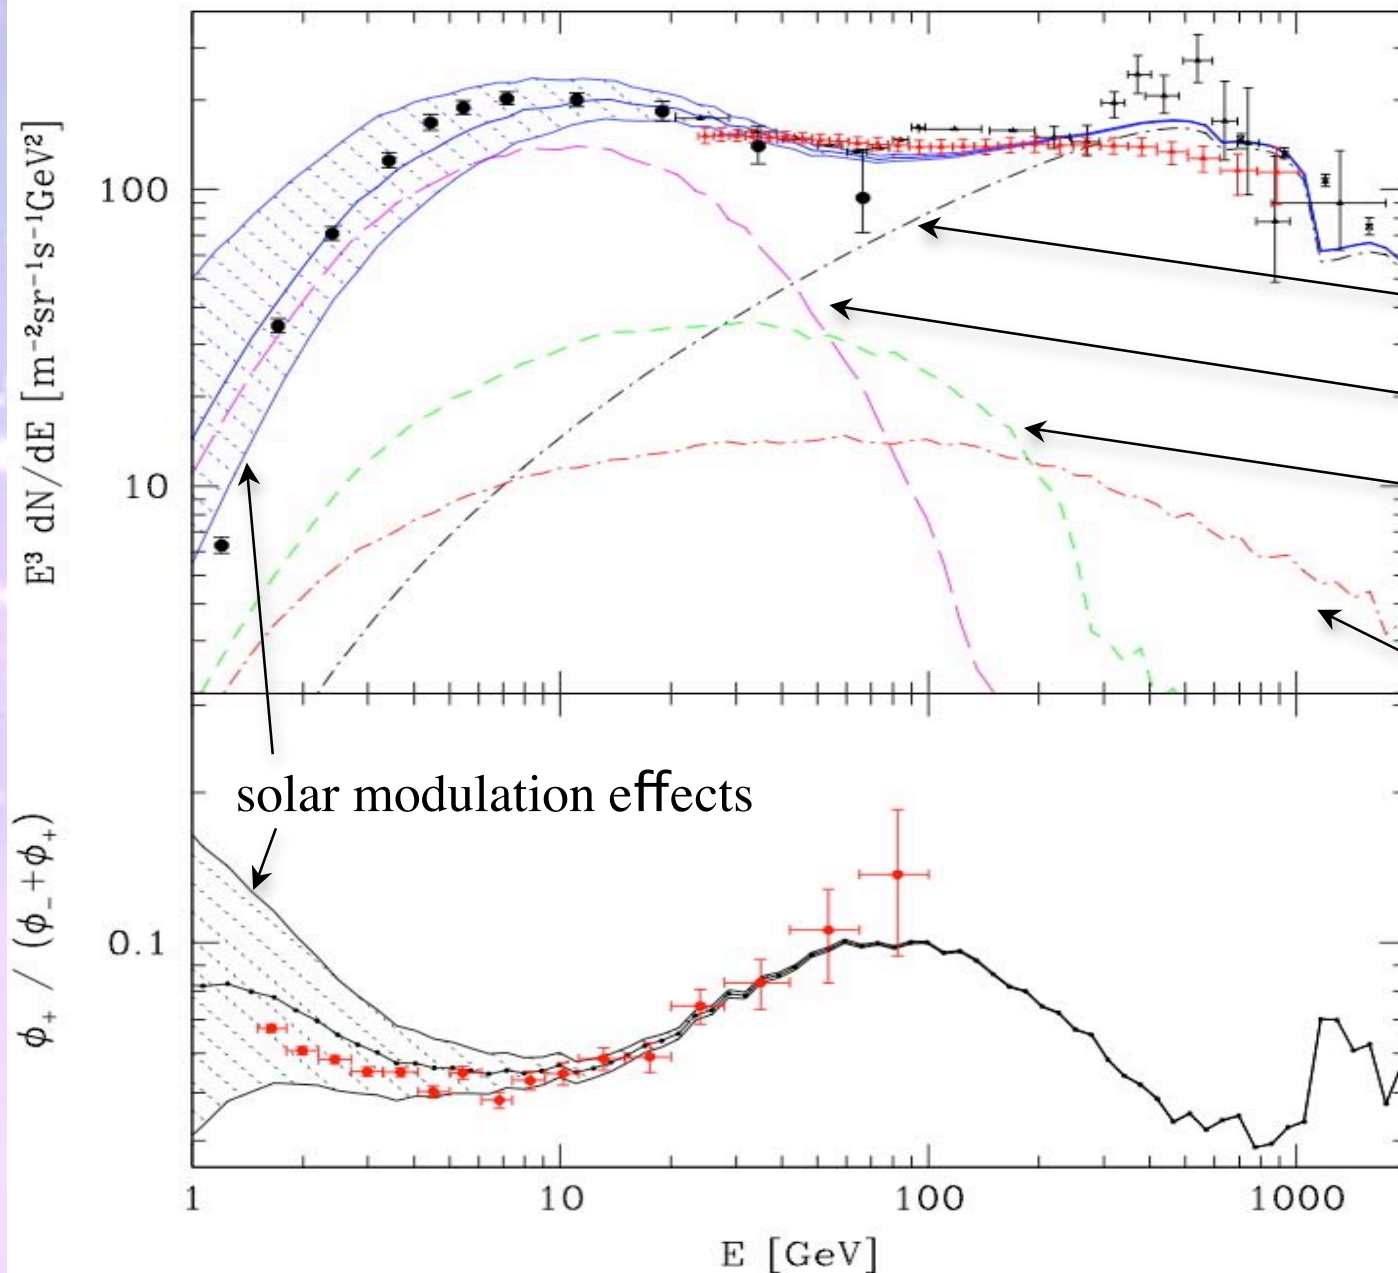 E³ dN/dE [m⁻²sr⁻¹s⁻¹GeV²]
100
10
solar modulation effects
ϕ₊ / (ϕ₋+ϕ₊)
0.1
1
10
100
1000
E [GeV]